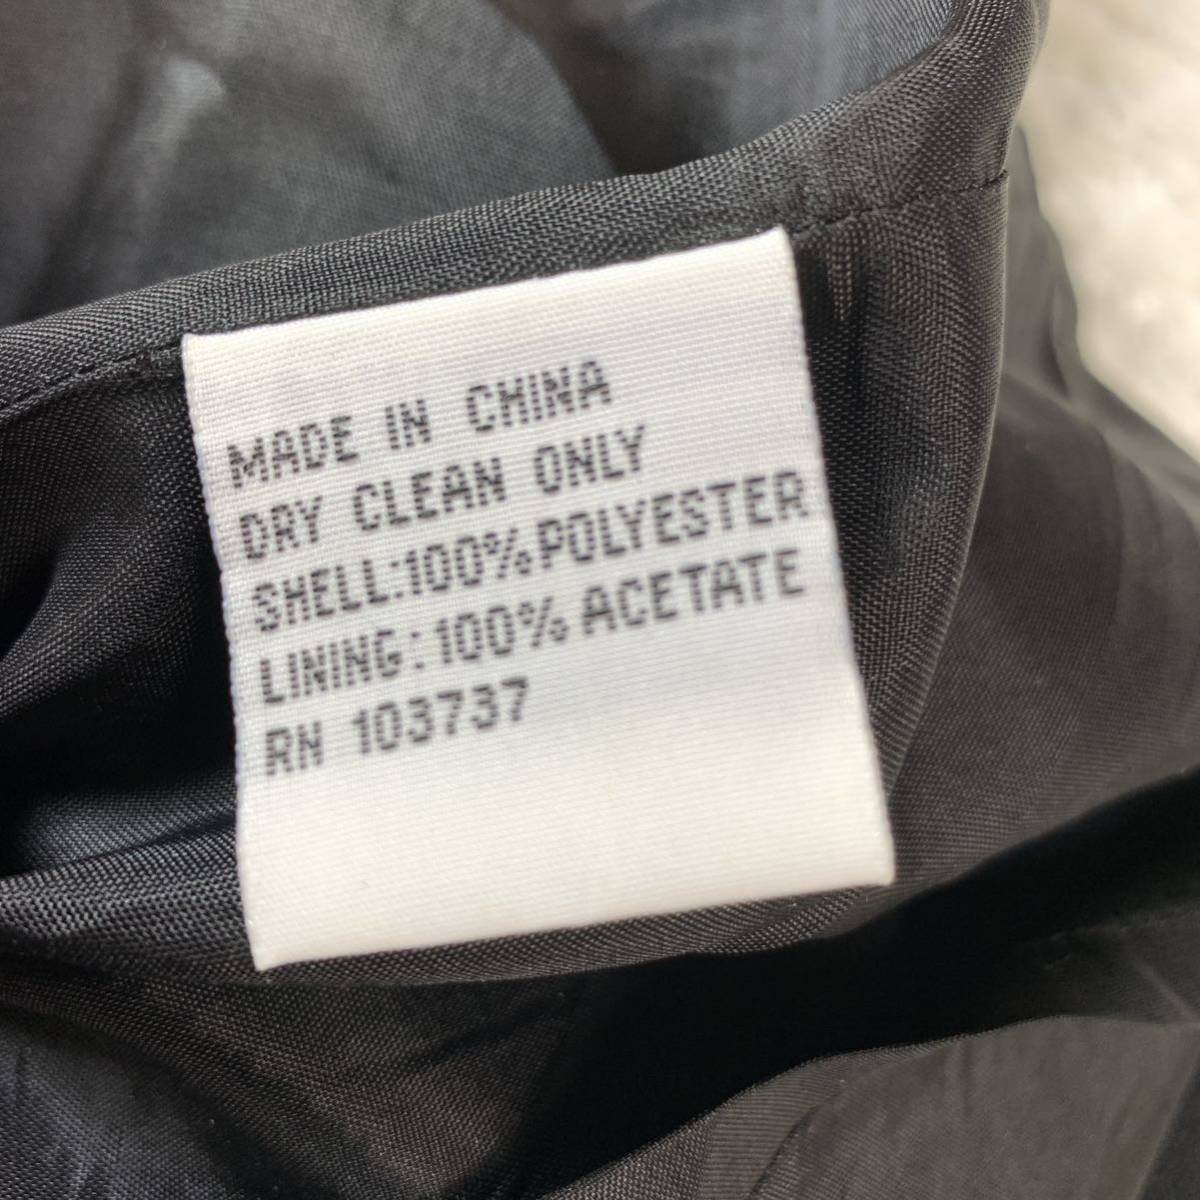 MADE IN CHINA
DRY CLEAN ONLY
SHELL:100%POLYESTER
LINING:100% ACETATE
RN 103737